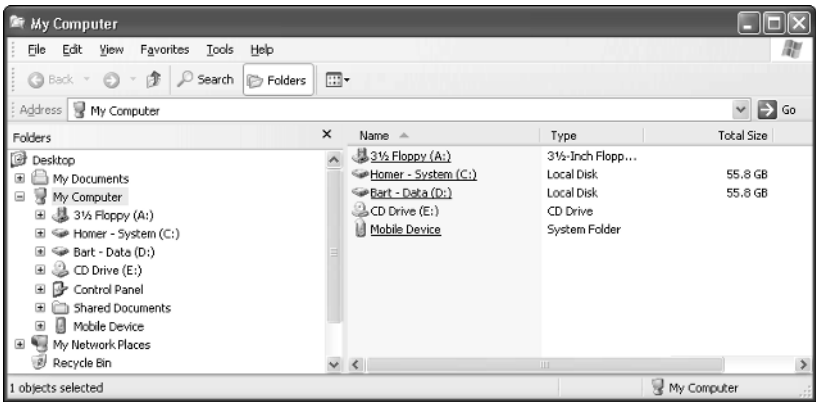 My Computer
File Edit View Favorites Tools Help
Back Search Folders
Address My Computer Go
Folders
Desktop
My Documents
My Computer
3½ Floppy (A:)
Homer - System (C:)
Bart - Data (D:)
CD Drive (E:)
Control Panel
Shared Documents
Mobile Device
My Network Places
Recycle Bin
Name Type Total Size
3½ Floppy (A:) 3½-Inch Flopp...
Homer - System (C:) Local Disk 55.8 GB
Bart - Data (D:) Local Disk 55.8 GB
CD Drive (E:) CD Drive
Mobile Device System Folder
1 objects selected My Computer